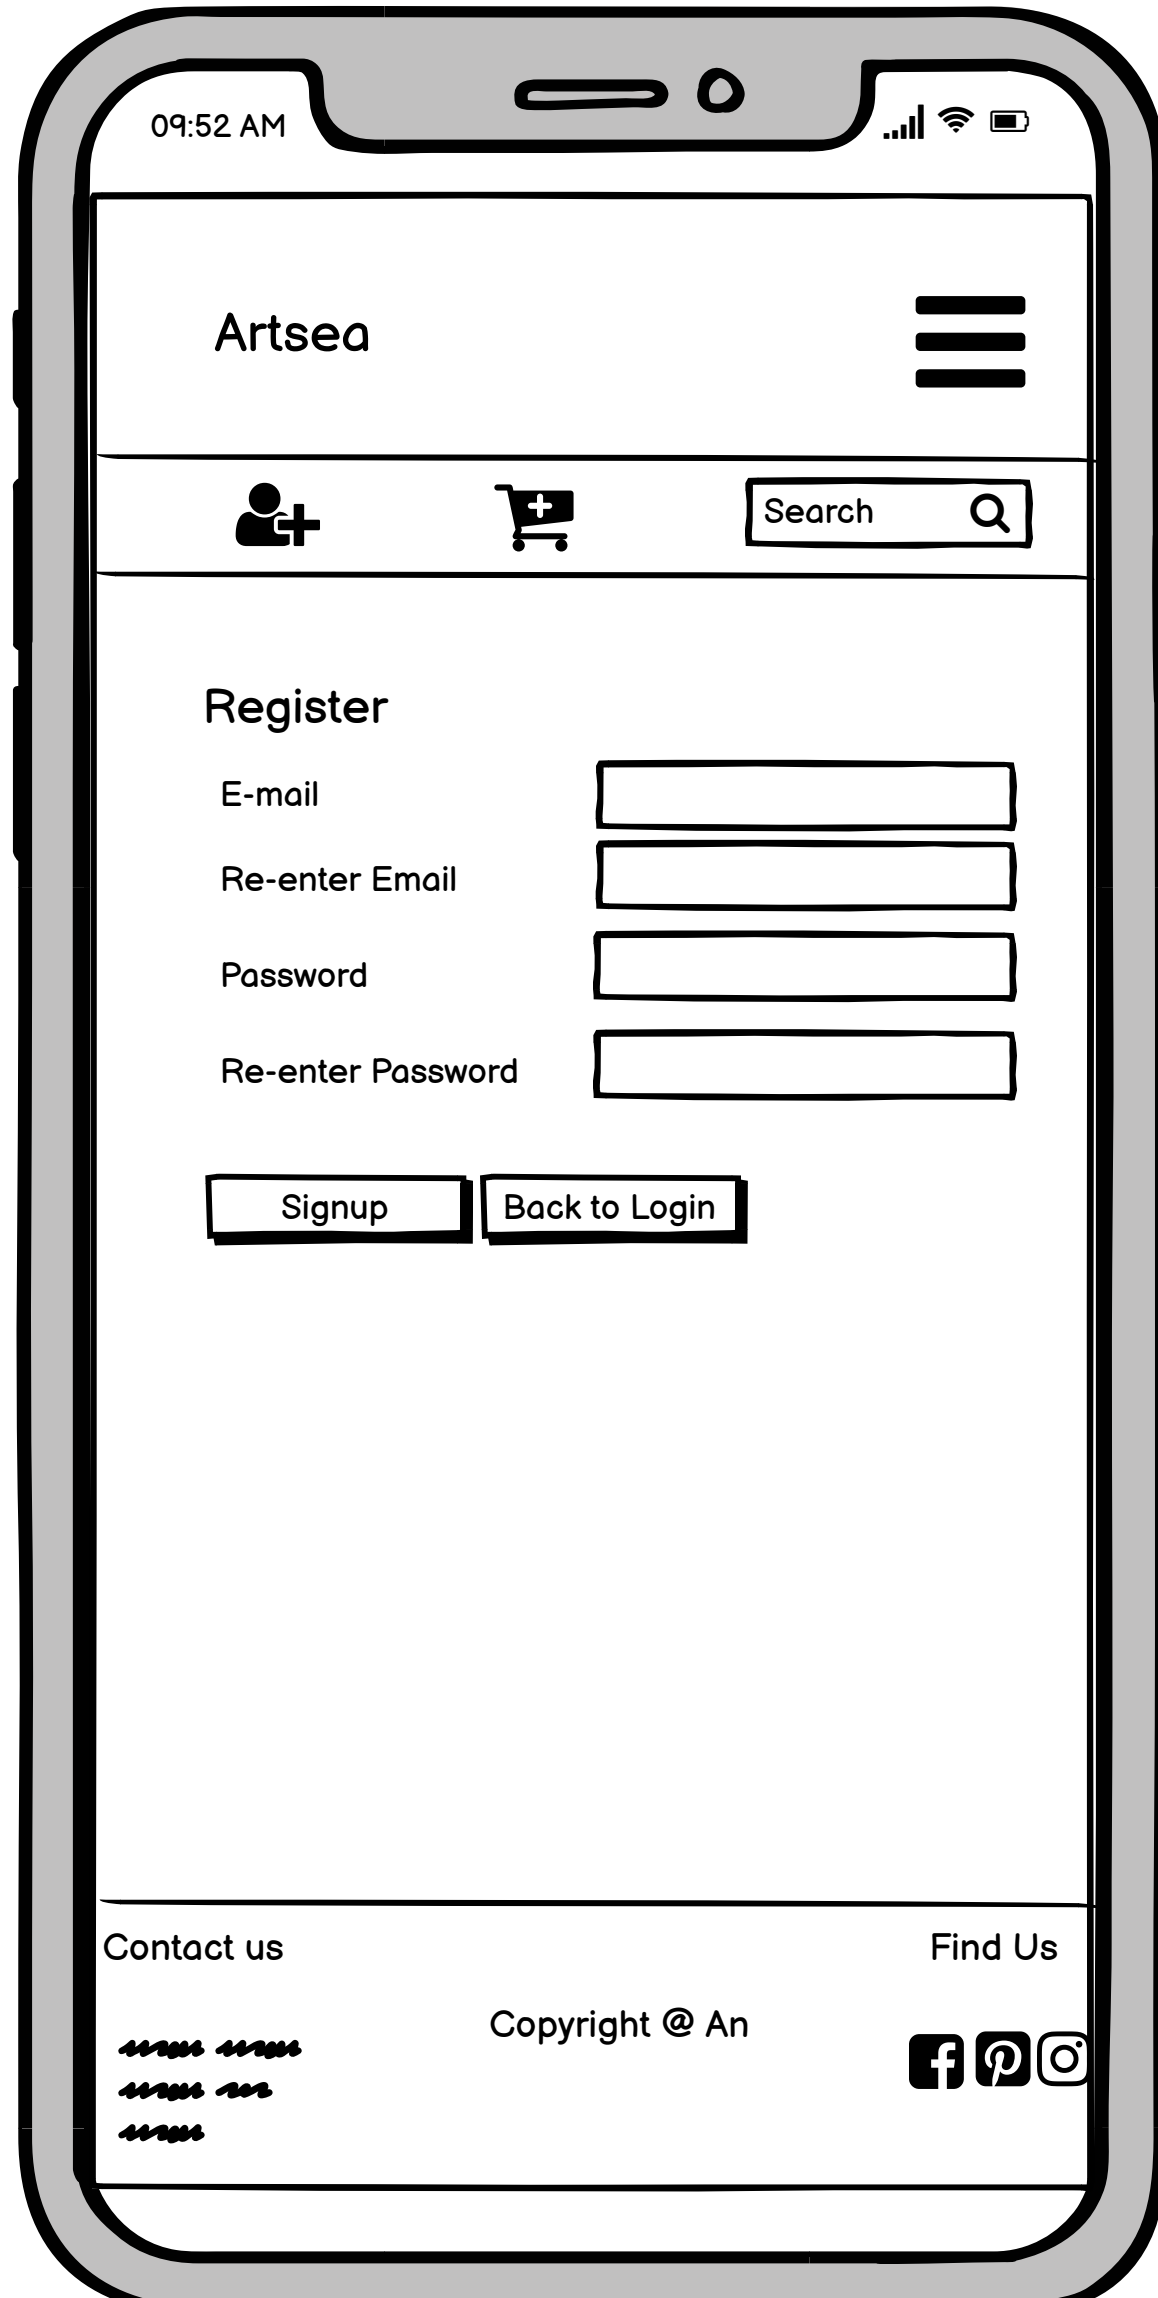 09:52 AM
Artsea
Search
Register
E-mail
Re-enter Email
Password
Re-enter Password
Signup
Back to Login
Contact us
Find Us
Copyright @ An